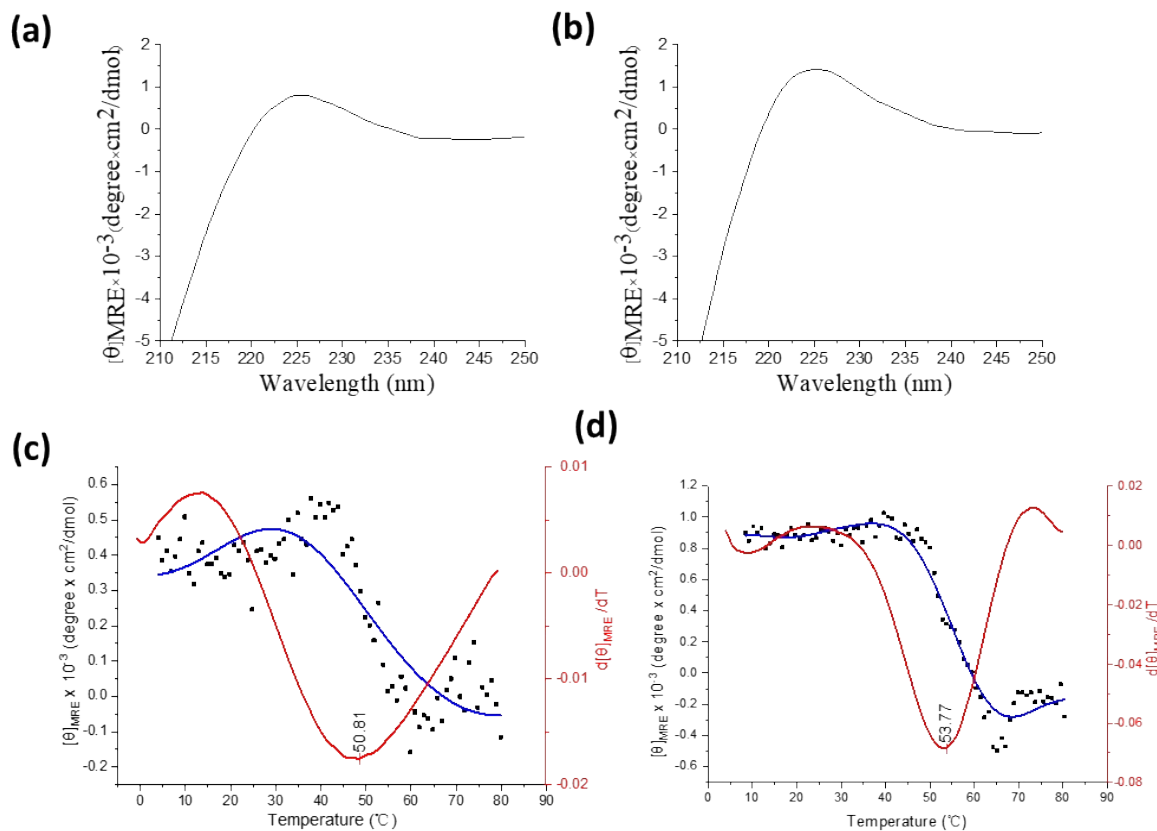 (a)
[θ]MRE×10-3(degree×cm2/dmol)
2
1
0
-1
-2
-3
-4
-5
210 215 220 225 230 235 240 245 250
Wavelength (nm)
(b)
[θ]MRE×10-3(degree×cm2/dmol)
2
1
0
-1
-2
-3
-4
-5
210 215 220 225 230 235 240 245 250
Wavelength (nm)
(c)
[θ]MRE x 10-3 (degree x cm2/dmol)
0.6
0.5
0.4
0.3
0.2
0.1
0.0
-0.1
-0.2
0 10 20 30 40 50 60 70 80 90
Temperature (℃)
50.81
0.01
0.00
-0.01
-0.02
d[θ]MRE/dT
(d)
[θ]MRE x 10-3 (degree x cm2/dmol)
1.2
1.0
0.8
0.6
0.4
0.2
-0.0
-0.2
-0.4
-0.6
0 10 20 30 40 50 60 70 80 90
Temperature (℃)
53.77
0.02
0.00
-0.02
-0.04
-0.06
-0.08
d[θ]MRE/dT